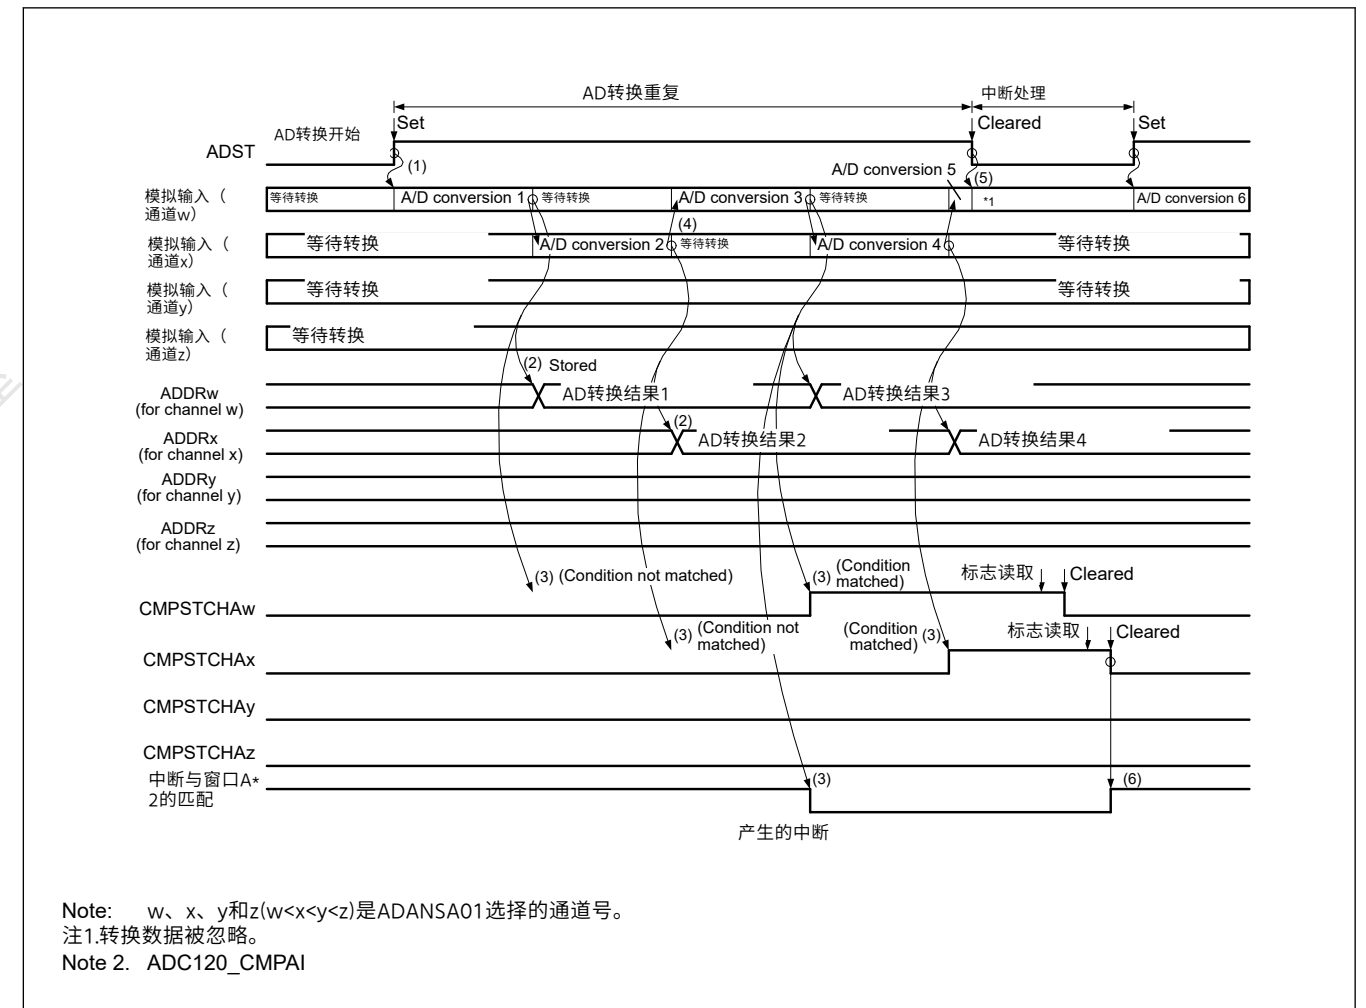 AD转换重复
中断处理
AD转换开始
Set
Cleared
Set
ADST
(1)
A/D conversion 5
(5)
模拟输入（
通道w）
等待转换
A/D conversion 1
等待转换
A/D conversion 3
等待转换
*1
A/D conversion 6
(4)
模拟输入（
通道x）
等待转换
A/D conversion 2
等待转换
A/D conversion 4
等待转换
模拟输入（
通道y）
等待转换
等待转换
模拟输入（
通道z）
等待转换
(2) Stored
ADDRw
(for channel w)
AD转换结果1
AD转换结果3
(2)
ADDRx
(for channel x)
AD转换结果2
AD转换结果4
ADDRy
(for channel y)
ADDRz
(for channel z)
(3) (Condition not matched)
(3) (Condition
matched)
标志读取
Cleared
CMPSTCHAw
(3) (Condition not
matched)
(Condition
matched) (3)
标志读取
Cleared
CMPSTCHAx
CMPSTCHAy
CMPSTCHAz
中断与窗口A*
2的匹配
(3)
(6)
产生的中断
Note: w、x、y和z(w<x<y<z)是ADANSA01选择的通道号。
注1.转换数据被忽略。
Note 2. ADC120_CMPAI